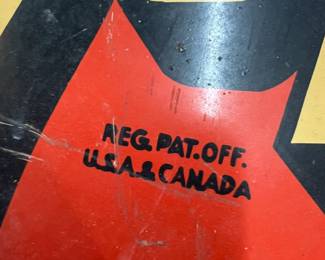 REG. PAT. OFF.
U.S.A. & CANADA